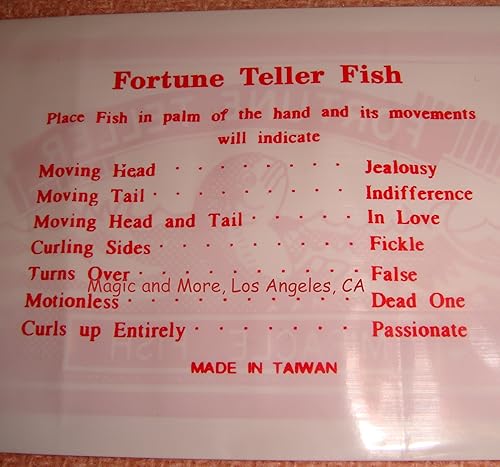 Fortune Teller Fish
Place Fish in palm of the hand and its movements
will indicate
Moving Head · · · · · · · Jealousy
Moving Tail · · · · · · · · Indifference
Moving Head and Tail · · · · · In Love
Curling Sides · · · · · · · · Fickle
Turns Over · · · · · · · · False
Magic and More, Los Angeles, CA
Motionless · · · · · · · · Dead One
Curls up Entirely · · · · · · Passionate
MADE IN TAIWAN